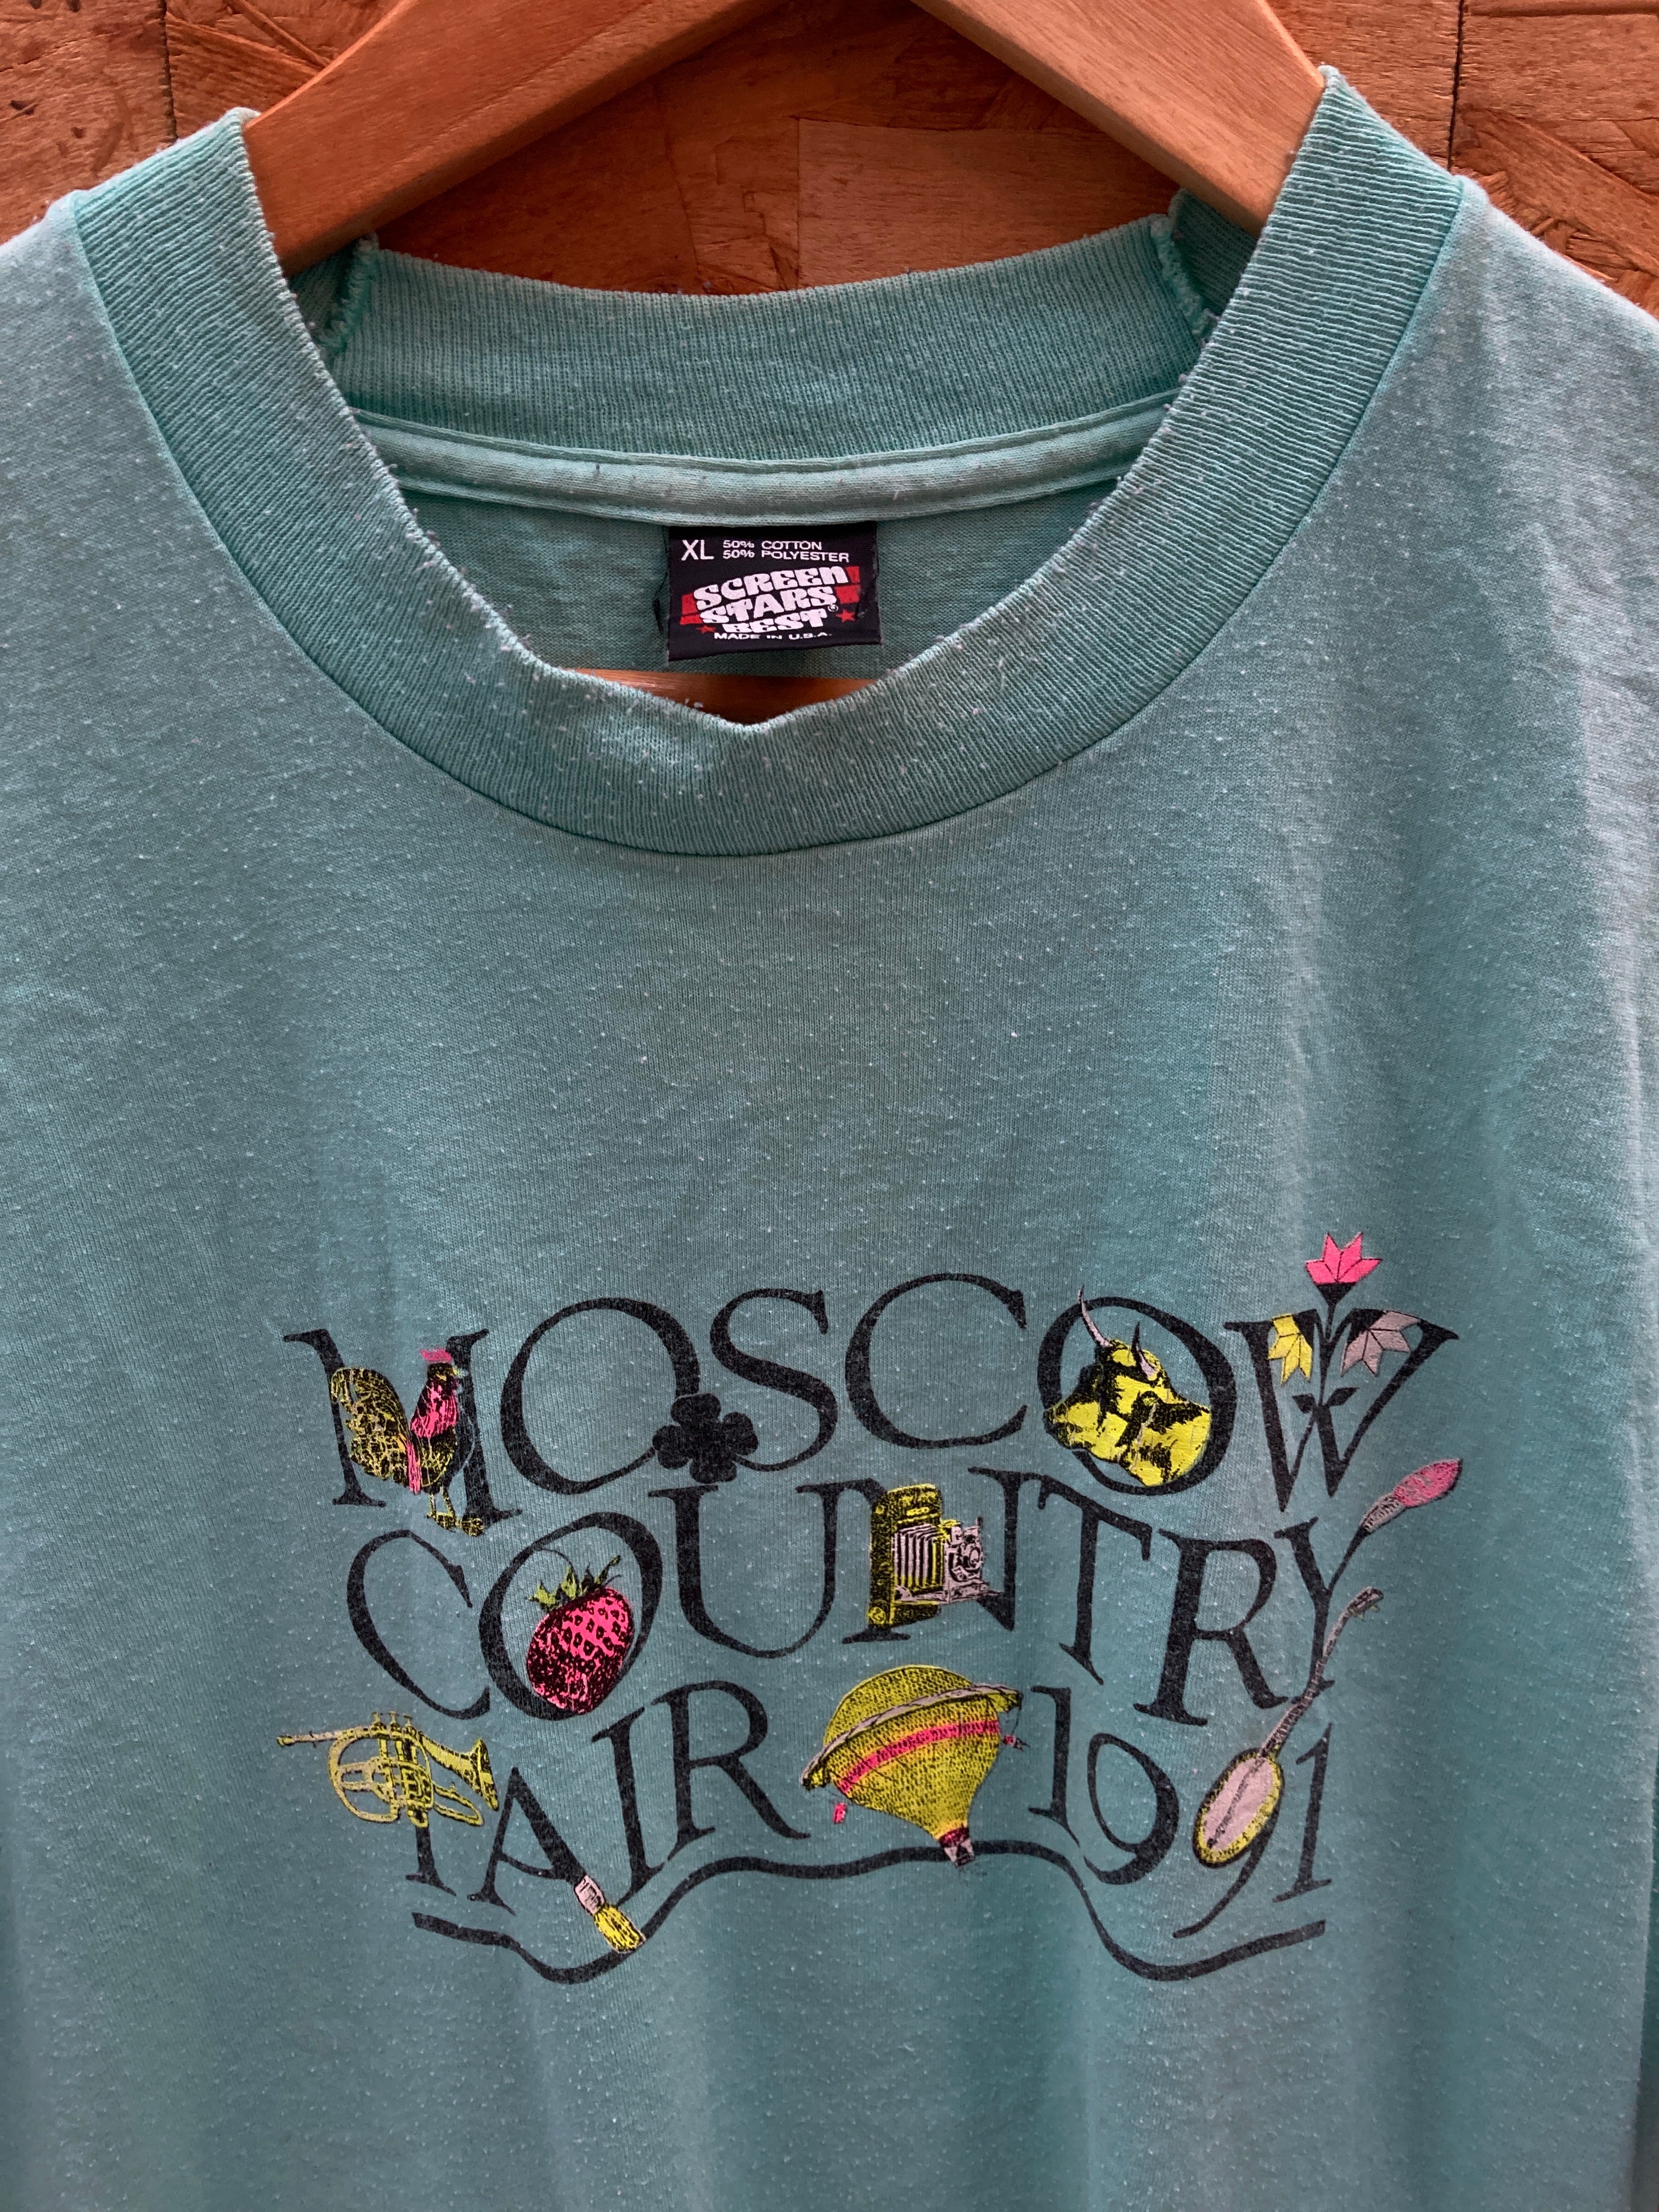 XL 50% COTTON
50% POLYESTER
SCREEN
STARS®
BEST
MADE IN U.S.A.
MOSCOW
COUNTRY
FAIR 1991